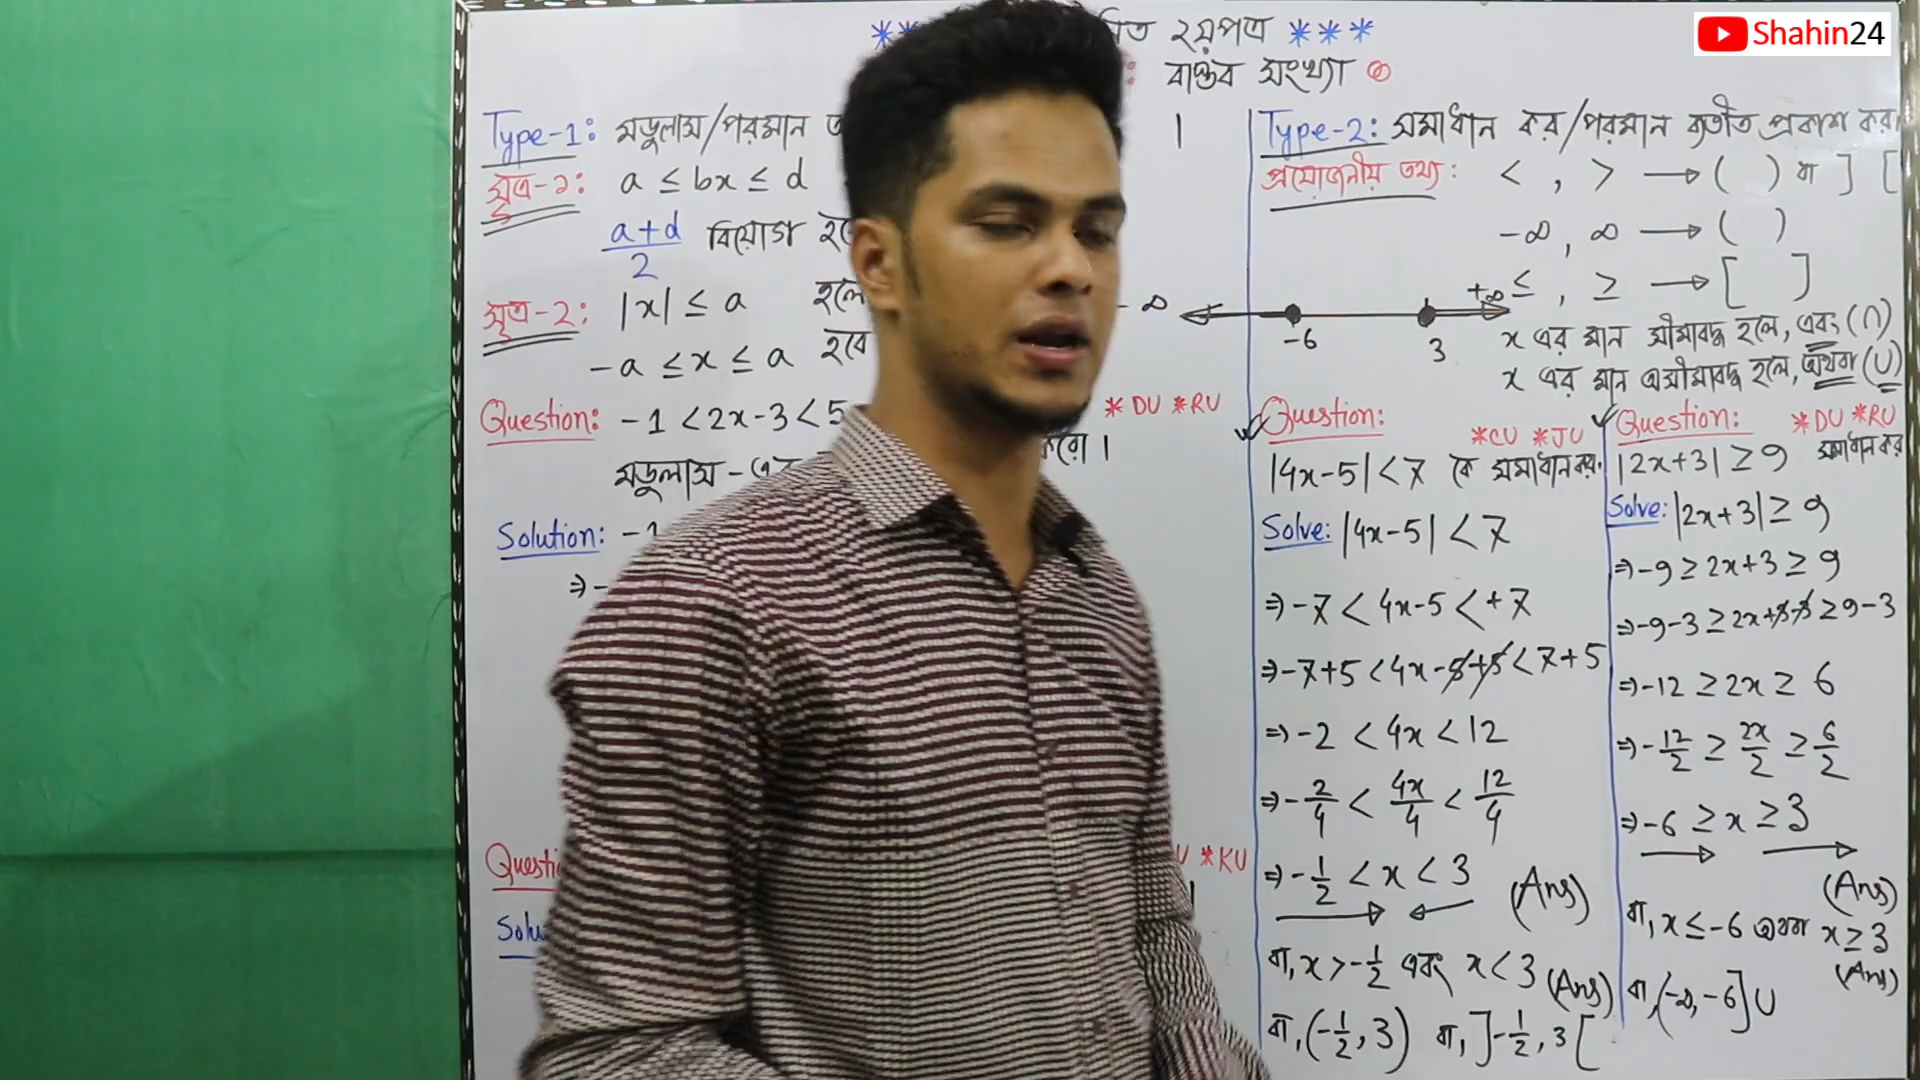 Shahin24
*** ২য়পত্র ***
বাস্তব সংখ্যা
Type-1: মডুলাস/পরমান ।
সূত্র-১: a ≤ bx ≤ d
a+d/2 বিয়োগ
সূত্র-2: |x| ≤ a হলে
-a ≤ x ≤ a হবে
Question: -1 < 2x-3 < 5 *DU *RU
মডুলাস-
Solution: -1
⇒ -
*KU
Type-2: সমাধান কর/পরমান ব্যতীত প্রকাশ কর।
প্রয়োজনীয় তথ্য: < , > → ( ) বা ] [
-∞, ∞ → ( )
≤ , ≥ → [ ]
-∞ -6 3 +∞
x এর মান সীমাবদ্ধ হলে, এবং (∩)
x এর মান অসীমাবদ্ধ হলে, অথবা (∪)
Question: *CU *JU
|4x-5| < 7 কে সমাধান কর.
Solve: |4x-5| < 7
⇒ -7 < 4x-5 < +7
⇒ -7+5 < 4x-5+5 < 7+5
⇒ -2 < 4x < 12
⇒ -2/4 < 4x/4 < 12/4
⇒ -1/2 < x < 3 (Ans)
বা, x > -1/2 এবং x < 3 (Ans)
বা, (-1/2, 3) বা, ]-1/2, 3[
Question: *DU *RU
|2x+3| ≥ 9 সমাধান কর
Solve: |2x+3| ≥ 9
⇒ -9 ≥ 2x+3 ≥ 9
⇒ -9-3 ≥ 2x+3-3 ≥ 9-3
⇒ -12 ≥ 2x ≥ 6
⇒ -12/2 ≥ 2x/2 ≥ 6/2
⇒ -6 ≥ x ≥ 3
(Ans)
বা, x ≤ -6 অথবা x ≥ 3
(Ans)
বা, (-∞, -6] ∪